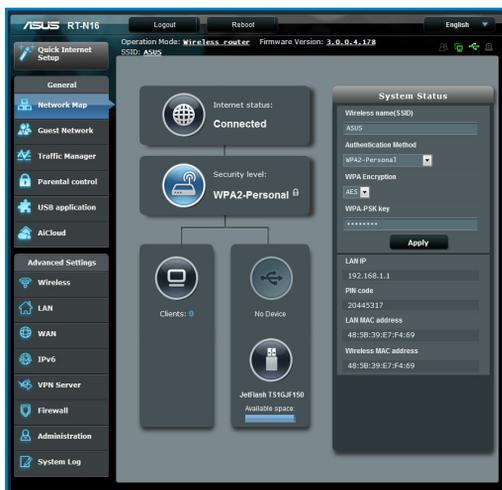 ASUS RT-N16
Logout
Reboot
English
Operation Mode: Wireless router Firmware Version: 3.0.0.4.178
SSID: ASUS
Quick Internet
Setup
General
Network Map
Guest Network
Traffic Manager
Parental control
USB application
AiCloud
Advanced Settings
Wireless
LAN
WAN
IPv6
VPN Server
Firewall
Administration
System Log
Internet status:
Connected
Security level:
WPA2-Personal
Clients: 0
No Device
JetFlash TS1GJF150
Available space:
System Status
Wireless name(SSID)
ASUS
Authentication Method
WPA2-Personal
WPA Encryption
AES
WPA-PSK key
••••••••
Apply
LAN IP
192.168.1.1
PIN code
20445317
LAN MAC address
48:5B:39:E7:F4:69
Wireless MAC address
48:5B:39:E7:F4:69